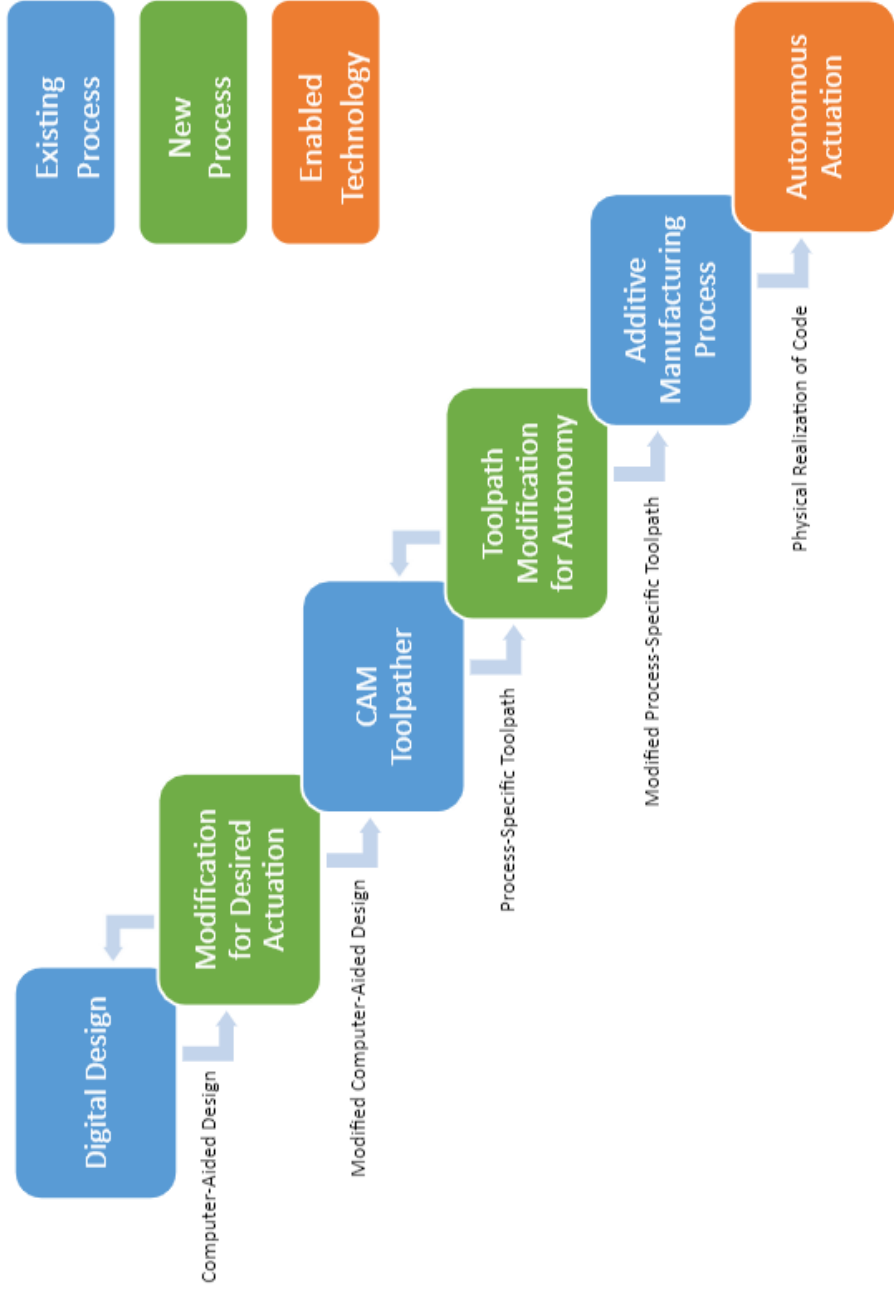 Digital Design
Computer-Aided Design
Modification
for Desired
Actuation
Modified Computer-Aided Design
CAM
Toolpather
Process-Specific Toolpath
Toolpath
Modification
for Autonomy
Modified Process-Specific Toolpath
Additive
Manufacturing
Process
Physical Realization of Code
Autonomous
Actuation
Existing
Process
New
Process
Enabled
Technology